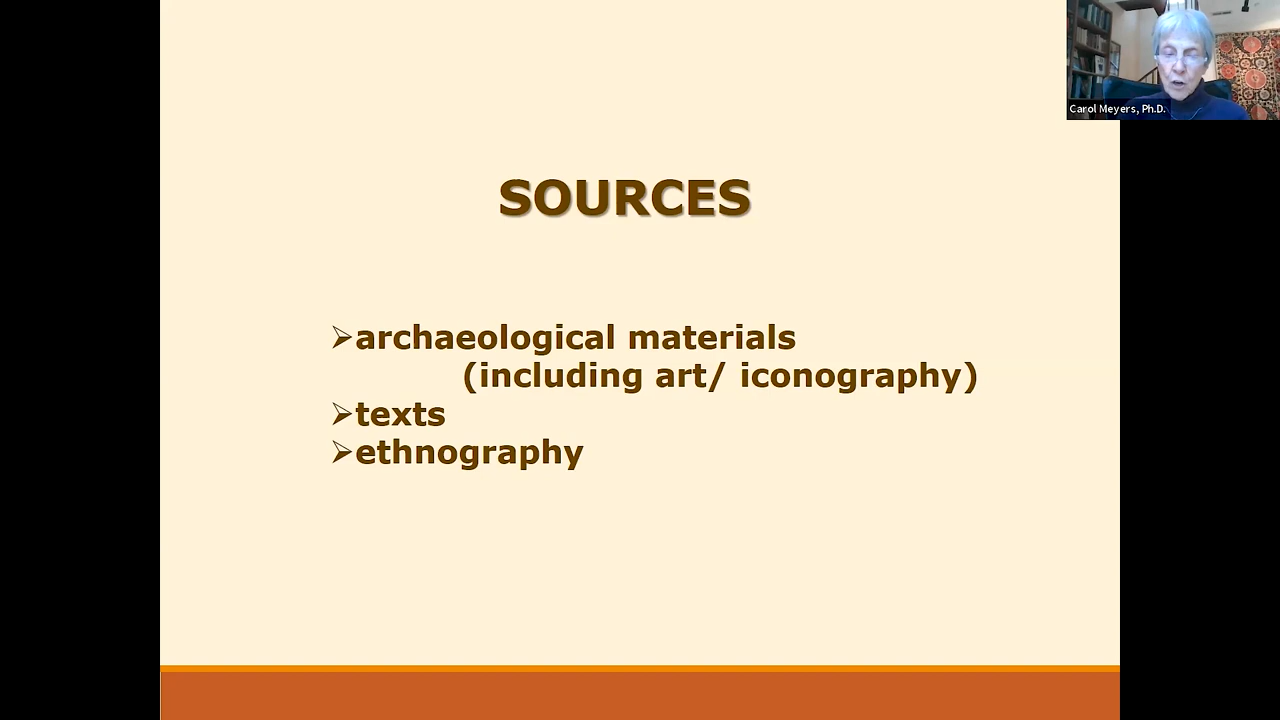 Carol Meyers, Ph.D.
SOURCES
➢archaeological materials
(including art/ iconography)
➢texts
➢ethnography